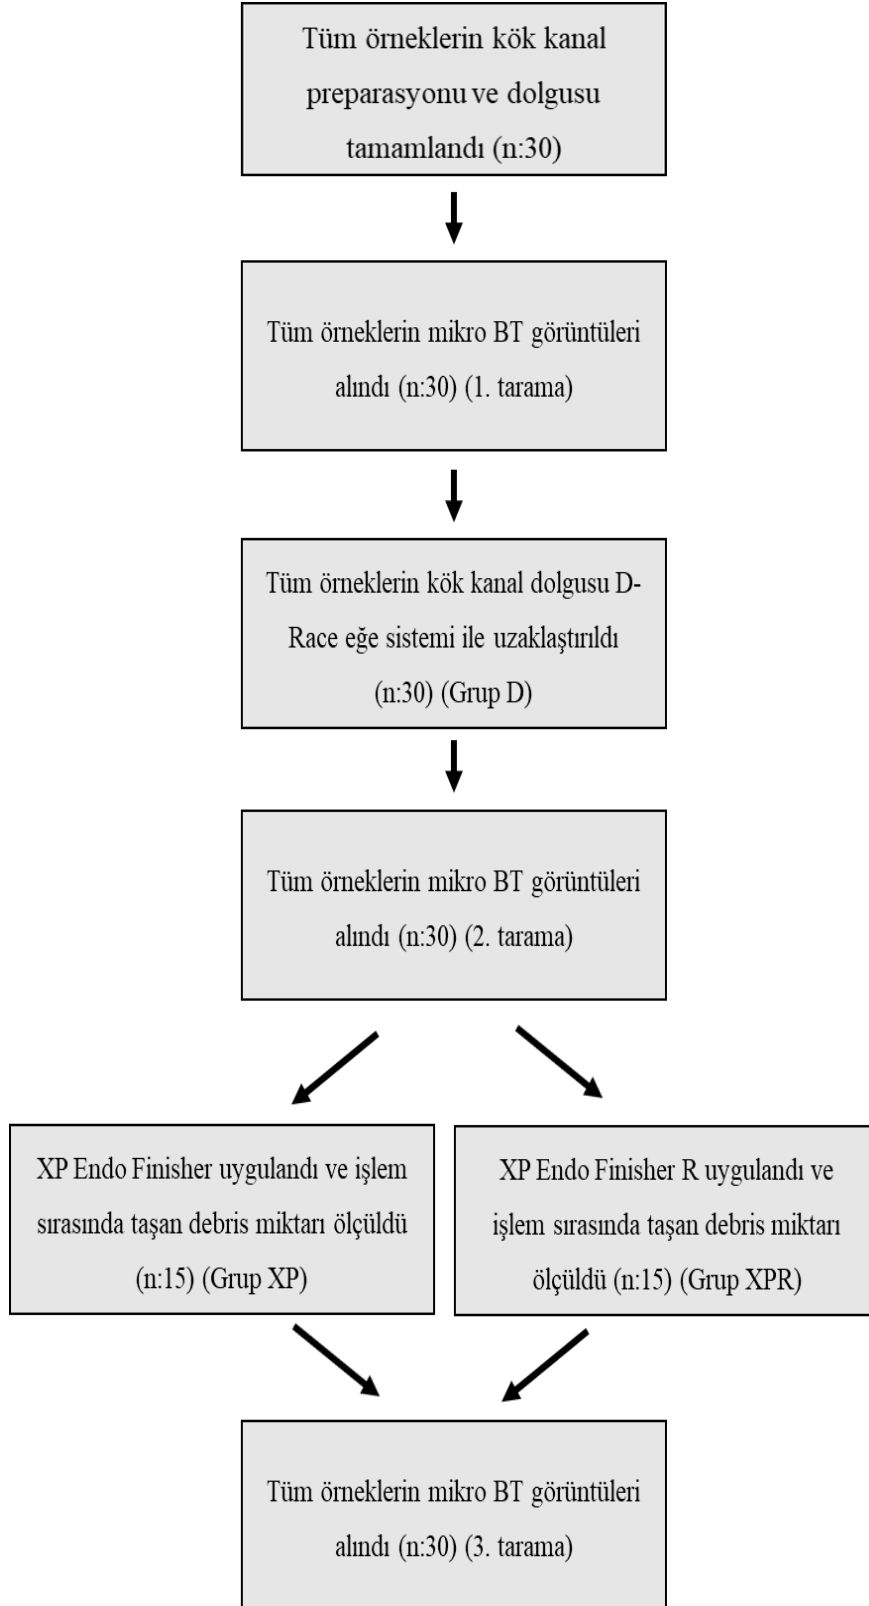 Tüm örneklerin kök kanal
preparasyonu ve dolgusu
tamamlandı (n:30)
Tüm örneklerin mikro BT görüntüleri
alındı (n:30) (1. tarama)
Tüm örneklerin kök kanal dolgusu D-
Race eğe sistemi ile uzaklaştırıldı
(n:30) (Grup D)
Tüm örneklerin mikro BT görüntüleri
alındı (n:30) (2. tarama)
XP Endo Finisher uygulandı ve işlem
sırasında taşan debris miktarı ölçüldü
(n:15) (Grup XP)
XP Endo Finisher R uygulandı ve
işlem sırasında taşan debris miktarı
ölçüldü (n:15) (Grup XPR)
Tüm örneklerin mikro BT görüntüleri
alındı (n:30) (3. tarama)